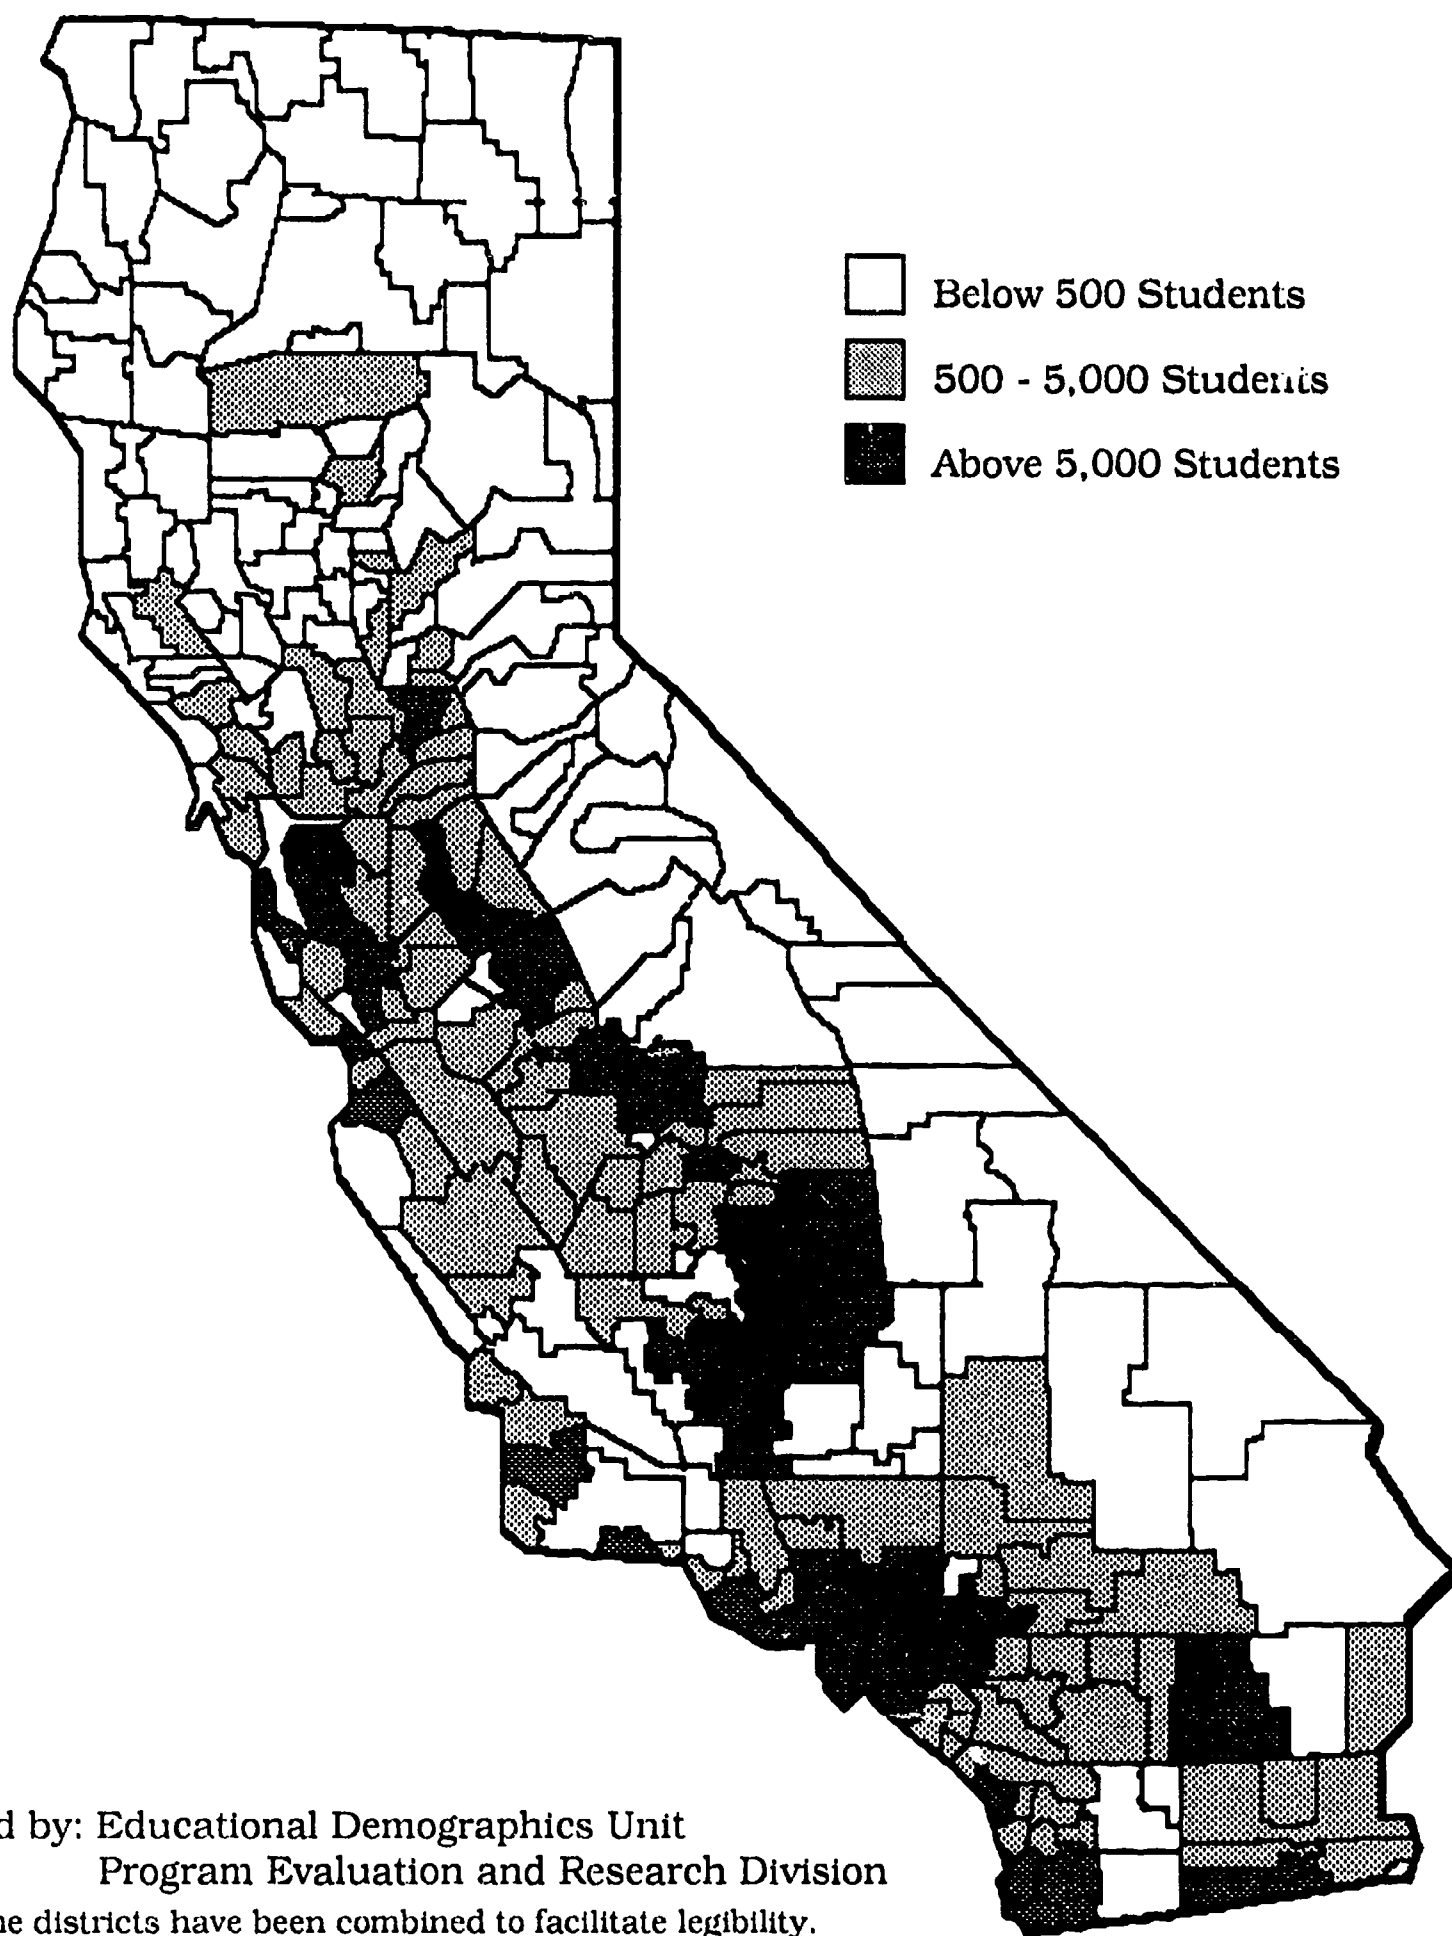 Below 500 Students
500 - 5,000 Students
Above 5,000 Students
d by: Educational Demographics Unit
Program Evaluation and Research Division
ne districts have been combined to facilitate legibility.